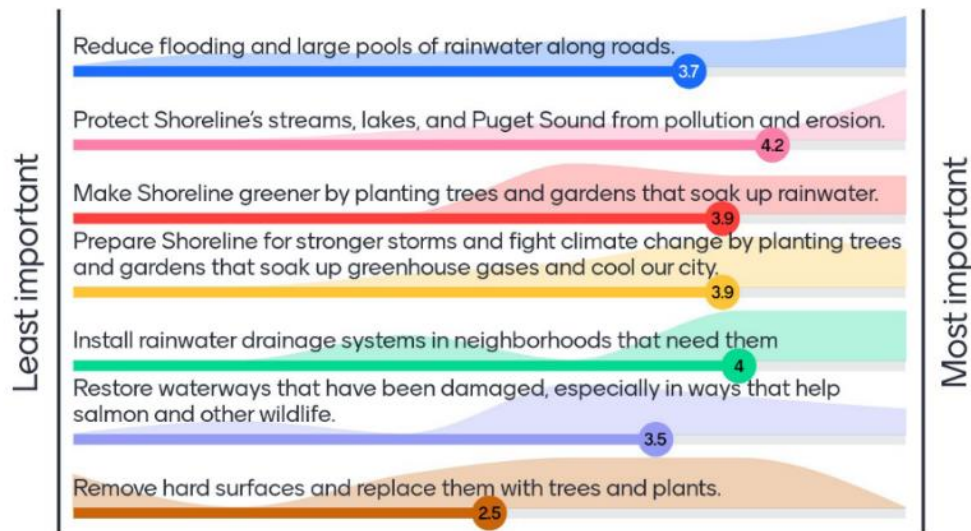 Reduce flooding and large pools of rainwater along roads.
3.7
Protect Shoreline's streams, lakes, and Puget Sound from pollution and erosion.
4.2
Make Shoreline greener by planting trees and gardens that soak up rainwater.
3.9
Prepare Shoreline for stronger storms and fight climate change by planting trees
and gardens that soak up greenhouse gases and cool our city.
3.9
Install rainwater drainage systems in neighborhoods that need them
4
Restore waterways that have been damaged, especially in ways that help
salmon and other wildlife.
3.5
Remove hard surfaces and replace them with trees and plants.
2.5
Least important
Most important